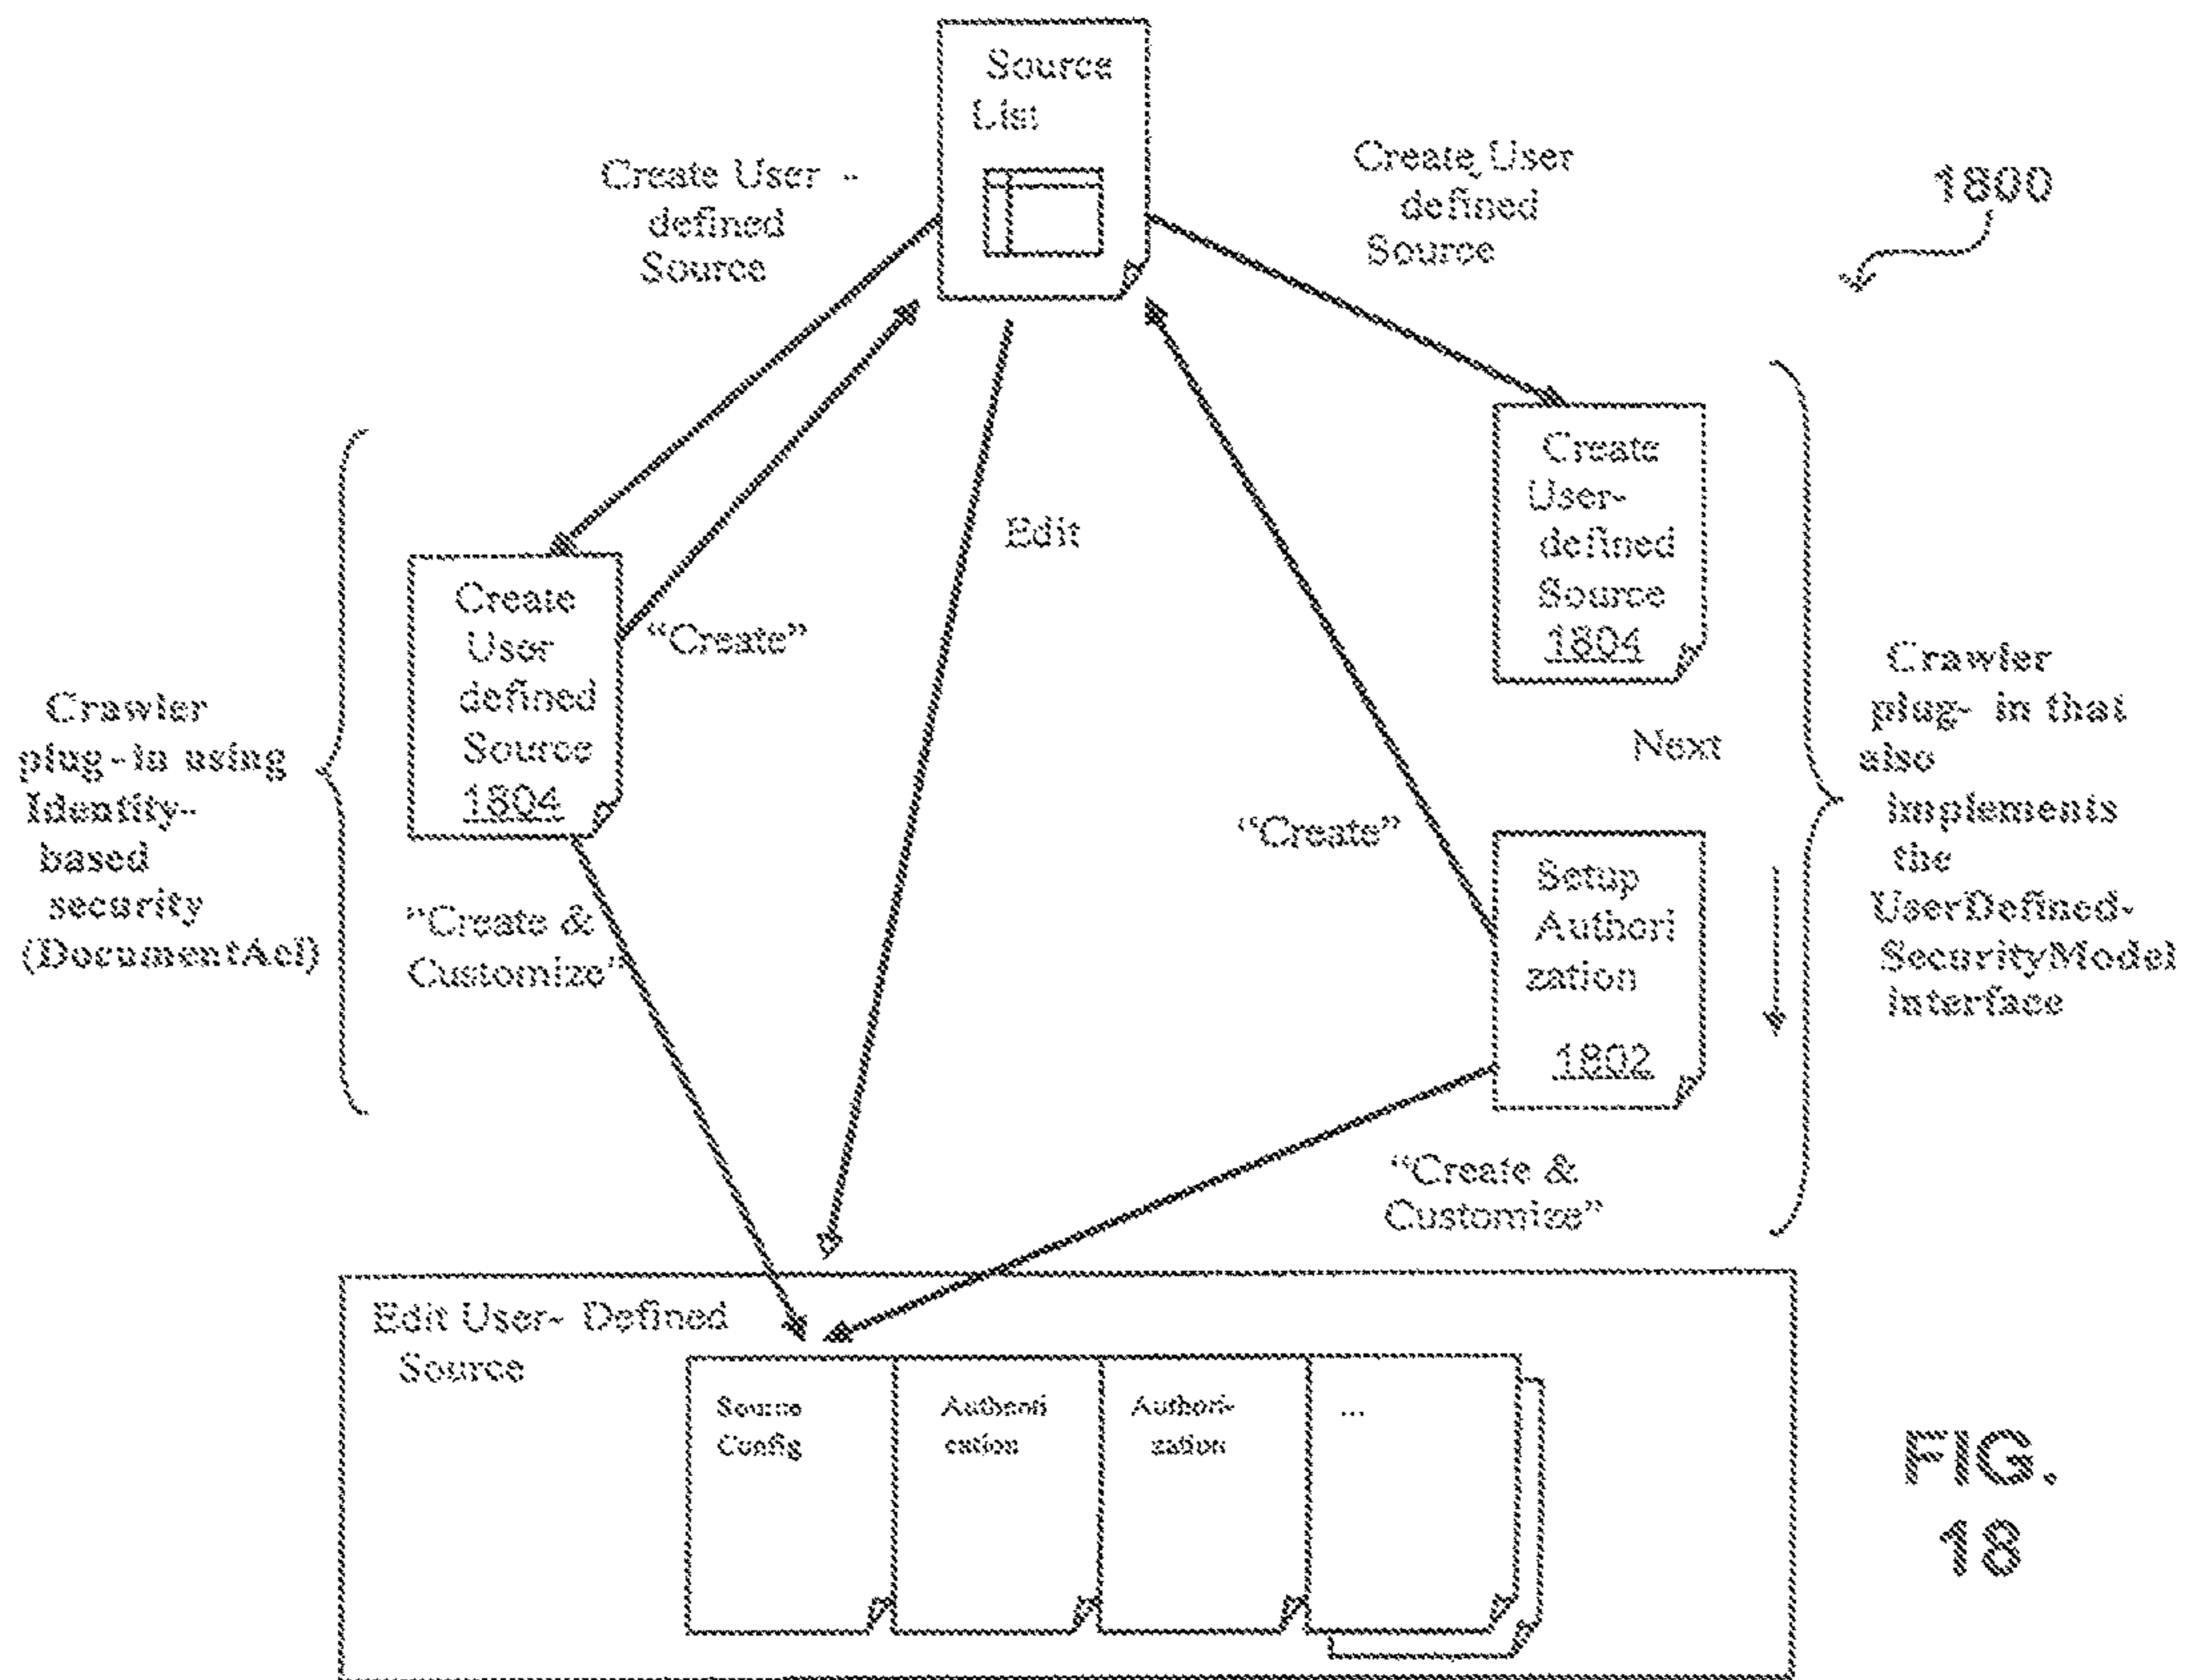 Source
List
Create User -
defined
Source
Create User
defined
Source
1800
Edit
Create
User-
defined
Source
1804
Create
User
defined
Source
1804
"Create"
Crawler
plug-in using
Identity-
based
security
(DocumentAcl)
Crawler
plug- in that
also
implements
the
UserDefined-
SecurityModel
interface
Next
"Create"
Setup
Authori
zation
1802
"Create &
Customize"
"Create &
Customize"
Edit User- Defined
Source
Source
Config
Authenti
cation
Authori-
zation
...
FIG.
18